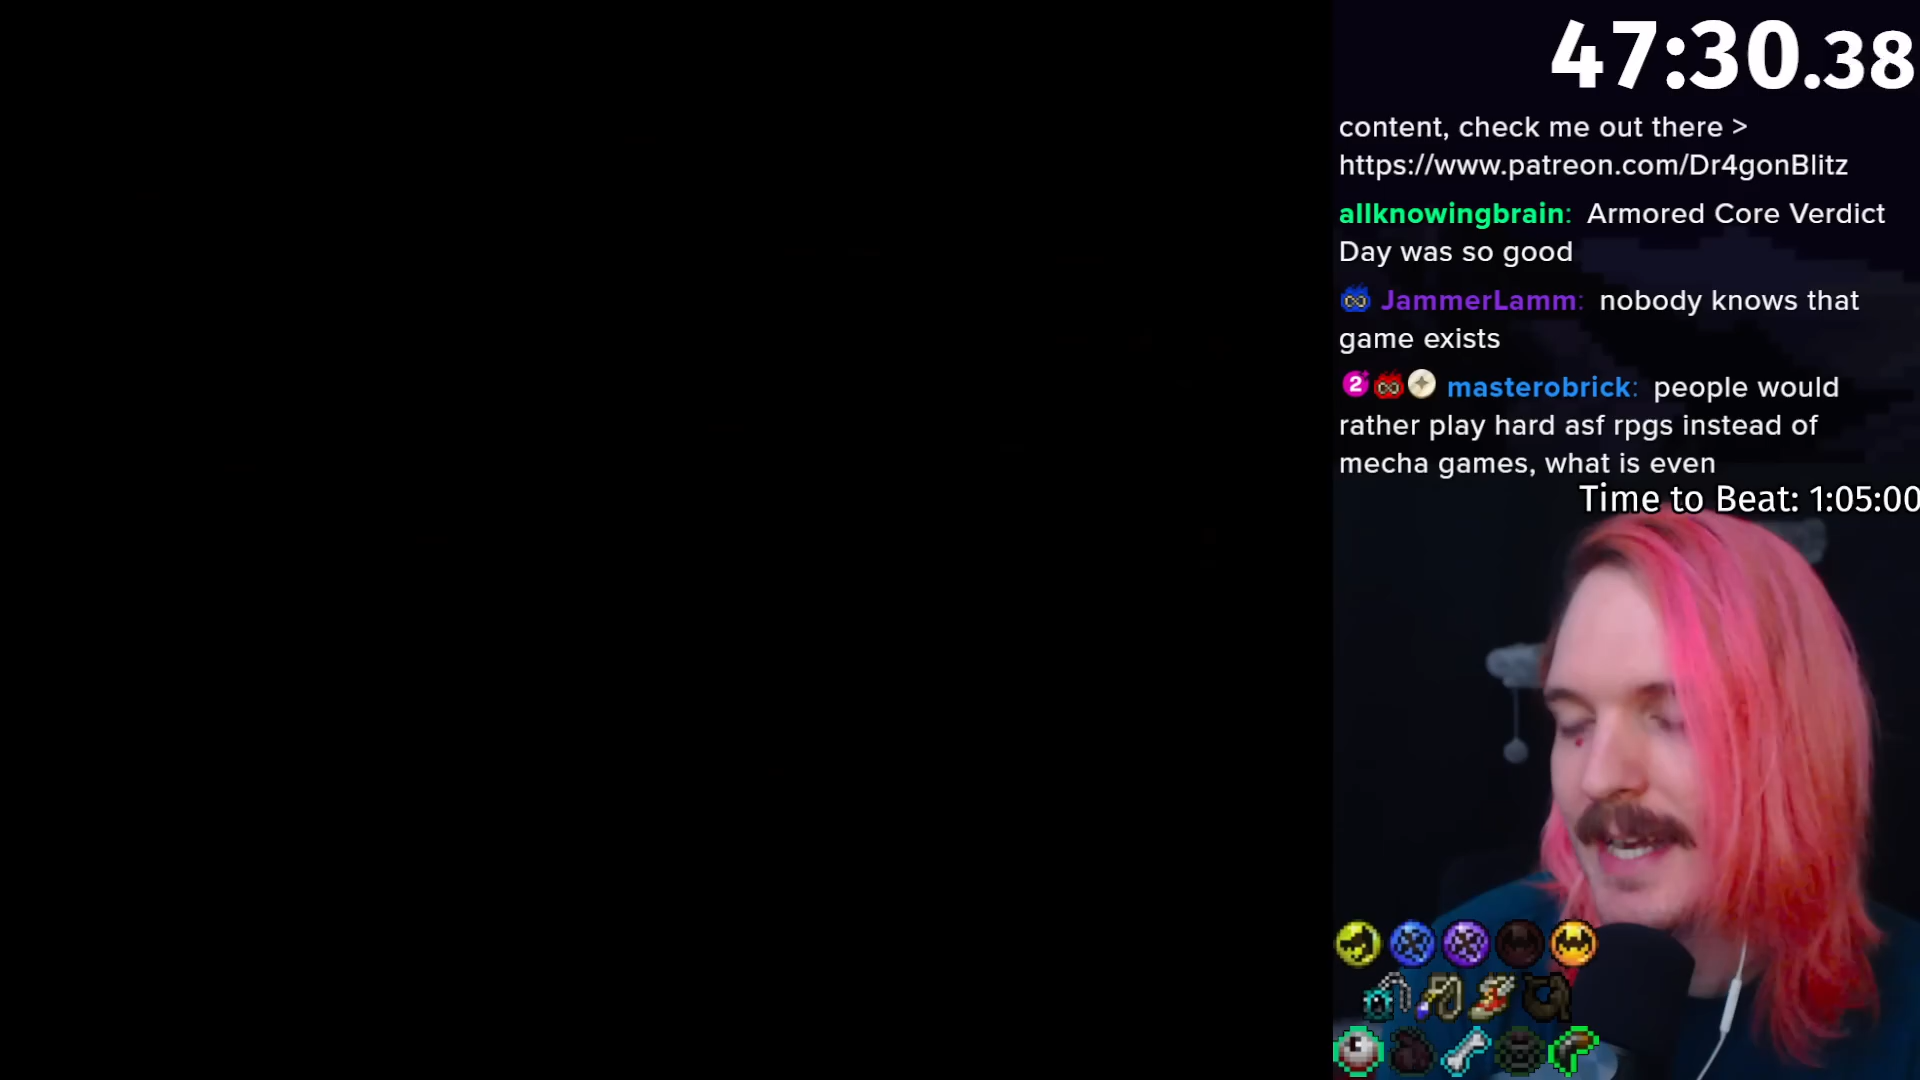 47:30.38
content, check me out there >
https://www.patreon.com/Dr4gonBlitz
allknowingbrain: Armored Core Verdict
Day was so good
JammerLamm: nobody knows that
game exists
2 masterobrick: people would
rather play hard asf rpgs instead of
mecha games, what is even
Time to Beat: 1:05:00